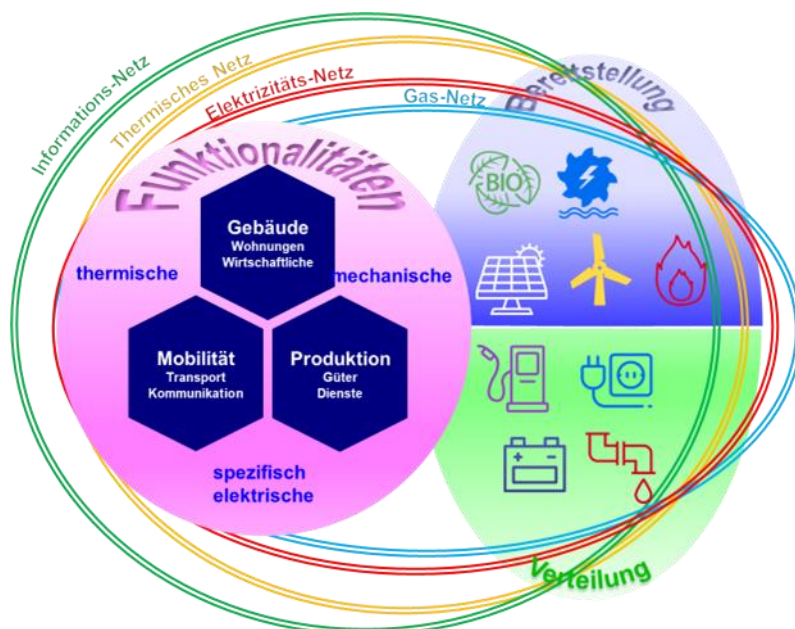 Informations-Netz
Thermisches Netz
Elektrizitäts-Netz
Gas-Netz
Bereitstellung
Funktionalitäten
BIO
Gebäude
Wohnungen
Wirtschaftliche
thermische
mechanische
Mobilität
Transport
Kommunikation
Produktion
Güter
Dienste
spezifisch
elektrische
Verteilung